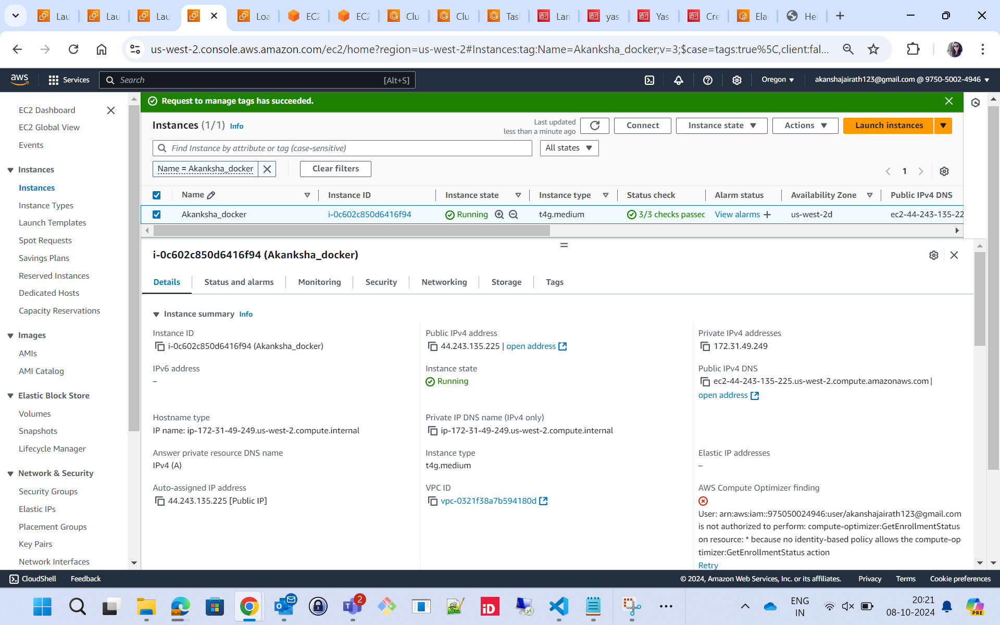 Lau
Lau
Lau
Loa
EC2
EC2
Clu
Clu
Tas
Lan
yas
Yas
Cre
Ela
Hel
us-west-2.console.aws.amazon.com/ec2/home?region=us-west-2#Instances:tag:Name=Akanksha_docker;v=3;$case=tags:true%5C,client:fal...
aws
Services
Search
[Alt+S]
Oregon
akanshajairath123@gmail.com @ 9750-5002-4946
EC2 Dashboard
EC2 Global View
Events
Instances
Instances
Instance Types
Launch Templates
Spot Requests
Savings Plans
Reserved Instances
Dedicated Hosts
Capacity Reservations
Images
AMIs
AMI Catalog
Elastic Block Store
Volumes
Snapshots
Lifecycle Manager
Network & Security
Security Groups
Elastic IPs
Placement Groups
Key Pairs
Network Interfaces
Request to manage tags has succeeded.
Instances (1/1) Info
Last updated
less than a minute ago
Connect
Instance state
Actions
Launch instances
Find Instance by attribute or tag (case-sensitive)
All states
Name = Akanksha_docker
Clear filters
1
Name
Instance ID
Instance state
Instance type
Status check
Alarm status
Availability Zone
Public IPv4 DNS
Akanksha_docker
i-0c602c850d6416f94
Running
t4g.medium
3/3 checks passec
View alarms +
us-west-2d
ec2-44-243-135-22
i-0c602c850d6416f94 (Akanksha_docker)
Details
Status and alarms
Monitoring
Security
Networking
Storage
Tags
Instance summary Info
Instance ID
i-0c602c850d6416f94 (Akanksha_docker)
Public IPv4 address
44.243.135.225 | open address
Private IPv4 addresses
172.31.49.249
IPv6 address
–
Instance state
Running
Public IPv4 DNS
ec2-44-243-135-225.us-west-2.compute.amazonaws.com |
open address
Hostname type
IP name: ip-172-31-49-249.us-west-2.compute.internal
Private IP DNS name (IPv4 only)
ip-172-31-49-249.us-west-2.compute.internal
Answer private resource DNS name
IPv4 (A)
Instance type
t4g.medium
Elastic IP addresses
–
Auto-assigned IP address
44.243.135.225 [Public IP]
VPC ID
vpc-0321f38a7b594180d
AWS Compute Optimizer finding
User: arn:aws:iam::975050024946:user/akanshajairath123@gmail.com
is not authorized to perform: compute-optimizer:GetEnrollmentStatus
on resource: * because no identity-based policy allows the compute-op
timizer:GetEnrollmentStatus action
Retry
CloudShell
Feedback
© 2024, Amazon Web Services, Inc. or its affiliates.
Privacy
Terms
Cookie preferences
2
iD
ENG
IN
20:21
08-10-2024
PRE